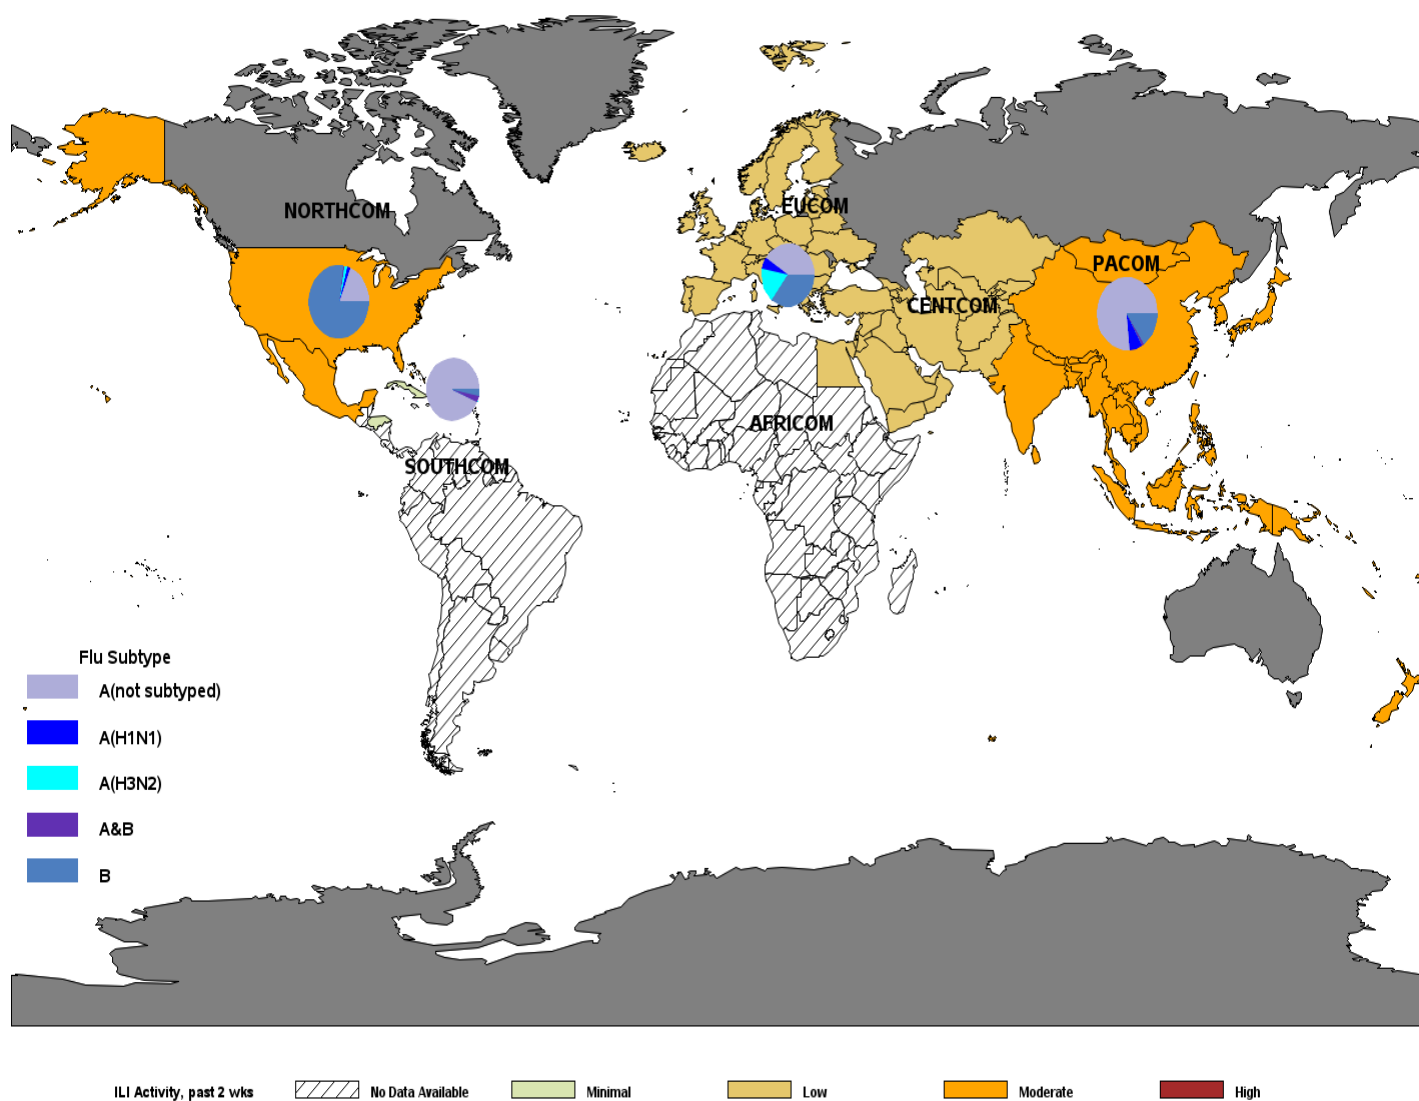 NORTHCOM
EUCOM
PACOM
CENTCOM
AFRICOM
SOUTHCOM
Flu Subtype
A(not subtyped)
A(H1N1)
A(H3N2)
A&B
B
ILI Activity, past 2 wks No Data Available Minimal Low Moderate High